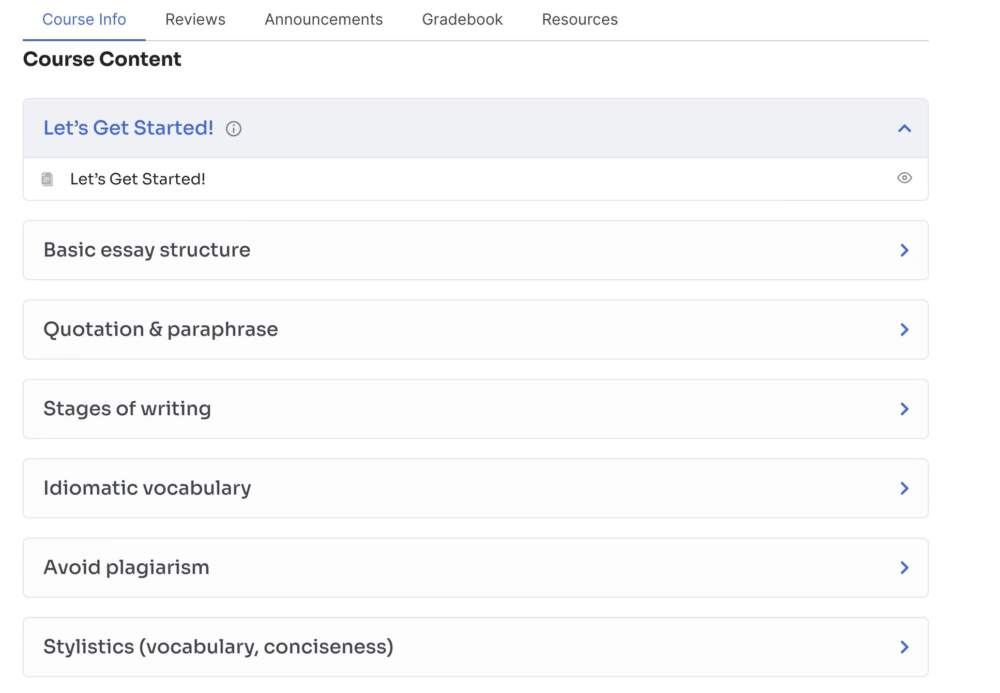 Course Info Reviews Announcements Gradebook Resources
Course Content
Let’s Get Started!
Let’s Get Started!
Basic essay structure
Quotation & paraphrase
Stages of writing
Idiomatic vocabulary
Avoid plagiarism
Stylistics (vocabulary, conciseness)